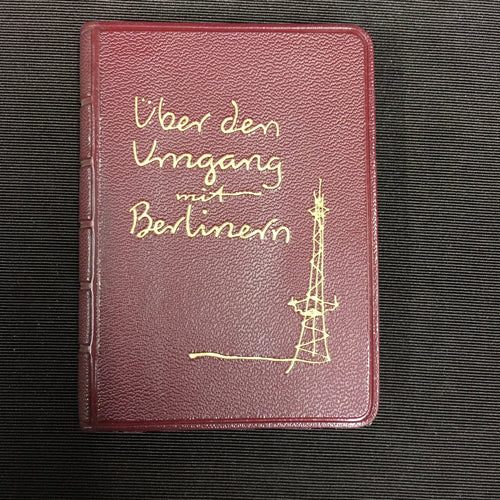 Über den
Umgang
mit
Berlinern